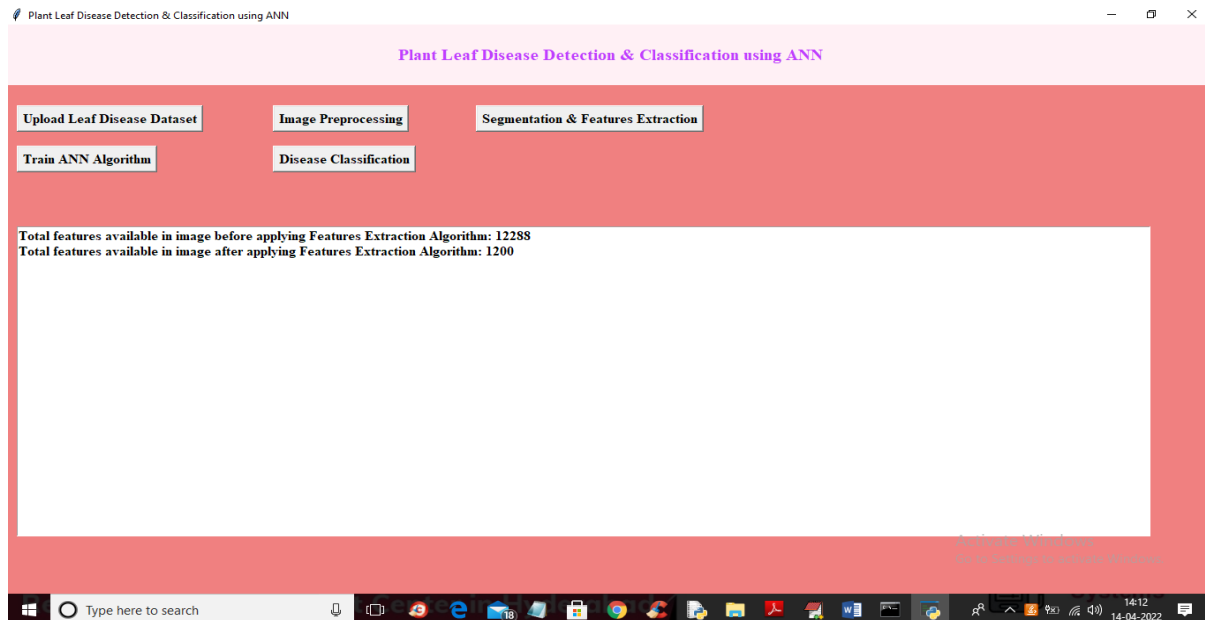 Plant Leaf Disease Detection & Classification using ANN
Plant Leaf Disease Detection & Classification using ANN
Upload Leaf Disease Dataset
Image Preprocessing
Segmentation & Features Extraction
Train ANN Algorithm
Disease Classification
Total features available in image before applying Features Extraction Algorithm: 12288
Total features available in image after applying Features Extraction Algorithm: 1200
Activate Windows
Type here to search
18
14:12
14-04-2022